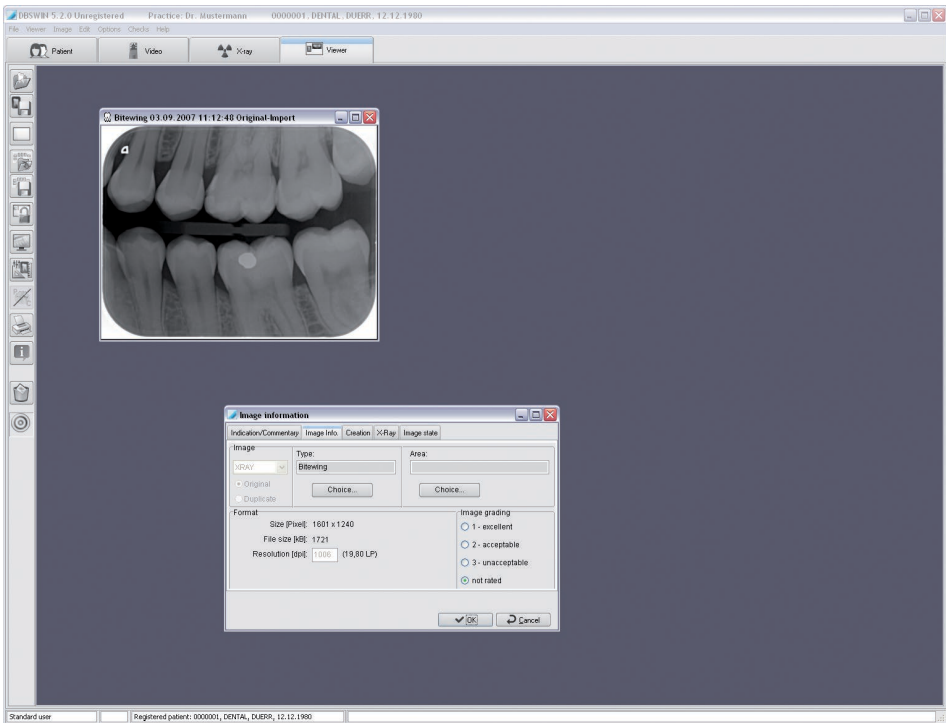 DBSWIN 5.2.0 Unregistered Practice: Dr. Mustermann 0000001, DENTAL, DUERR, 12.12.1980
File Viewer Image Edit Options Checks Help
Patient Video X-ray Viewer
Bitewing 03.09.2007 11:12:48 Original-Import
Image information
Indication/Commentary Image Info. Creation X-Ray Image state
Image
Type:
Area:
XRAY
Bitewing
Original
Choice...
Choice...
Duplicate
Format
Image grading
Size [Pixel]: 1601 x 1240
1 - excellent
File size [kB]: 1721
2 - acceptable
Resolution [dpi]: 1006 (19,80 LP)
3 - unacceptable
not rated
OK Cancel
Standard user Registered patient: 0000001, DENTAL, DUERR, 12.12.1980